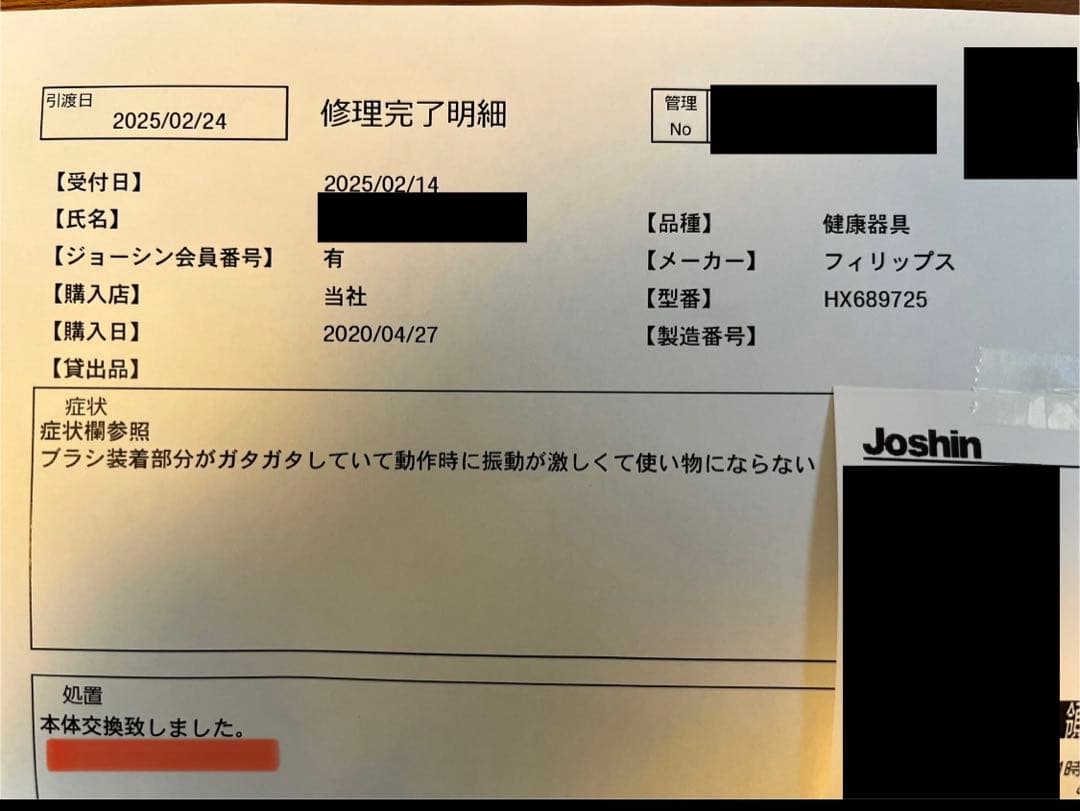 引渡日
2025/02/24
修理完了明細
管理
No
【受付日】 2025/02/14
【氏名】
【品種】 健康器具
【ジョーシン会員番号】 有
【メーカー】 フィリップス
【購入店】 当社
【型番】 HX689725
【購入日】 2020/04/27
【製造番号】
【貸出品】
症状
症状欄参照
ブラシ装着部分がガタガタしていて動作時に振動が激しくて使い物にならない
Joshin
処置
本体交換致しました。
領
時